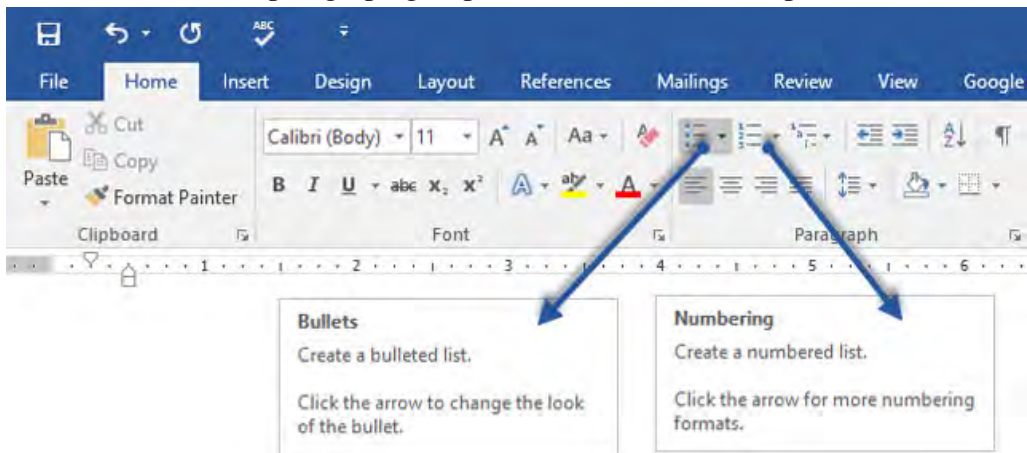 ABC
File Home Insert Design Layout References Mailings Review View Google
Paste
Cut
Copy
Format Painter
Calibri (Body) 11 A A Aa
B I U abc X₂ X² A aby A
Clipboard Font Paragraph
1 2 3 4 5 6
Bullets
Create a bulleted list.
Click the arrow to change the look
of the bullet.
Numbering
Create a numbered list.
Click the arrow for more numbering
formats.